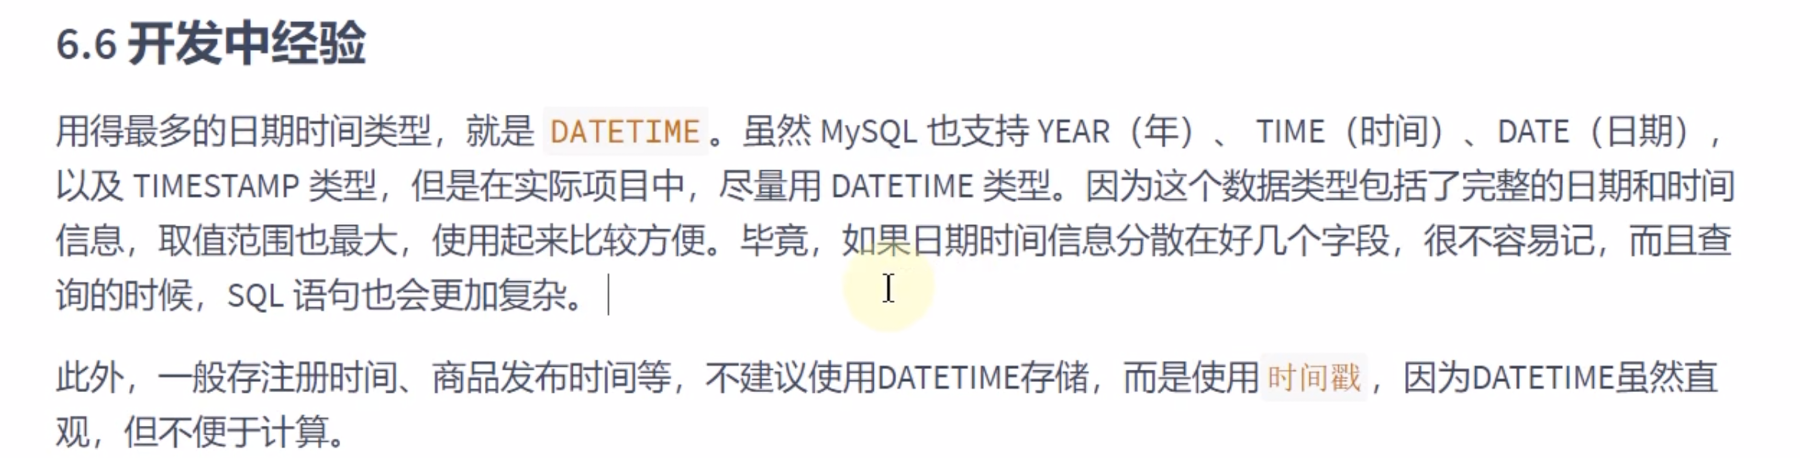 6.6 开发中经验
用得最多的日期时间类型，就是 DATETIME 。虽然 MySQL 也支持 YEAR（年）、 TIME（时间）、DATE（日期），
以及 TIMESTAMP 类型，但是在实际项目中，尽量用 DATETIME 类型。因为这个数据类型包括了完整的日期和时间
信息，取值范围也最大，使用起来比较方便。毕竟，如果日期时间信息分散在好几个字段，很不容易记，而且查
询的时候，SQL 语句也会更加复杂。
此外，一般存注册时间、商品发布时间等，不建议使用DATETIME存储，而是使用 时间戳 ，因为DATETIME虽然直
观，但不便于计算。